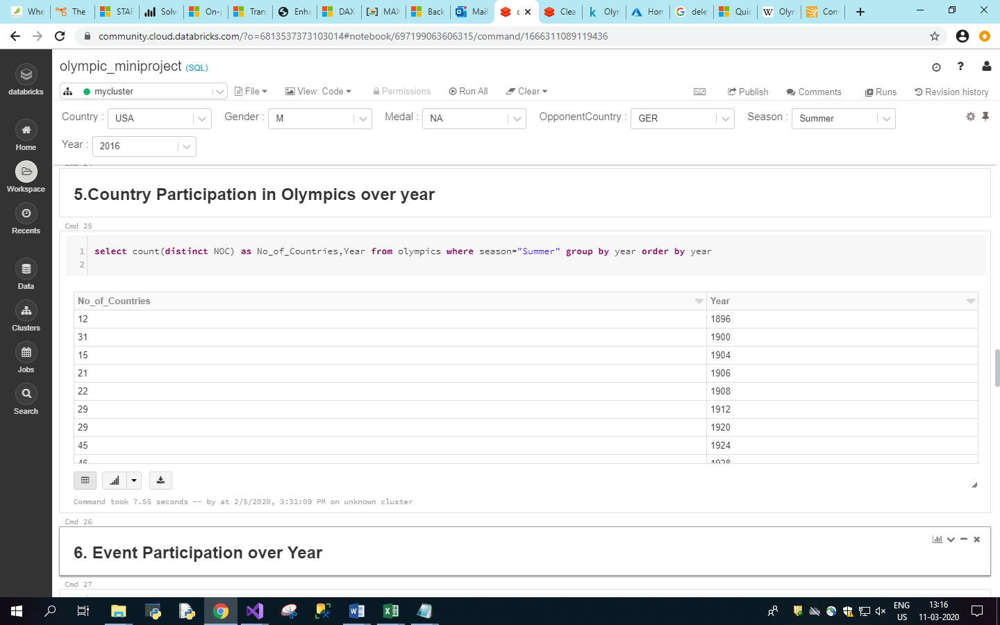 Whe
The
STAF
Solv
On-p
Tran
Enha
DAX
MAX
Back
Mail
c
Clea
Olyn
Hon
dele
Quic
Olyn
Com
community.cloud.databricks.com/?o=6813537373103014#notebook/697199063606315/command/1666311089119436
databricks
Home
Workspace
Recents
Data
Clusters
Jobs
Search
olympic_miniproject (SQL)
mycluster
File
View: Code
Permissions
Run All
Clear
Publish
Comments
Runs
Revision history
Country : USA
Gender : M
Medal : NA
OpponentCountry : GER
Season : Summer
Year : 2016
5.Country Participation in Olympics over year
Cmd 25
1 select count(distinct NOC) as No_of_Countries,Year from olympics where season="Summer" group by year order by year
2
No_of_Countries Year
12 1896
31 1900
15 1904
21 1906
22 1908
29 1912
29 1920
45 1924
46 1928
Command took 7.55 seconds -- by at 2/5/2020, 3:31:09 PM on unknown cluster
Cmd 26
6. Event Participation over Year
Cmd 27
ENG
US
13:16
11-03-2020